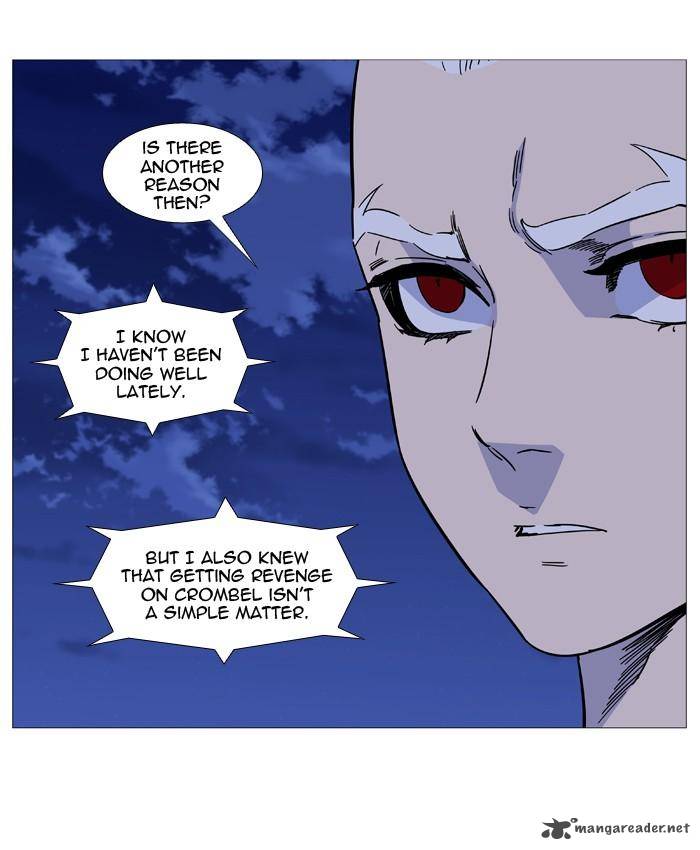 IS THERE
ANOTHER
REASON
THEN?
I KNOW
I HAVEN'T BEEN
DOING WELL
LATELY.
BUT I ALSO KNEW
THAT GETTING REVENGE
ON CROMBEL ISN'T
A SIMPLE MATTER.
mangareader.net